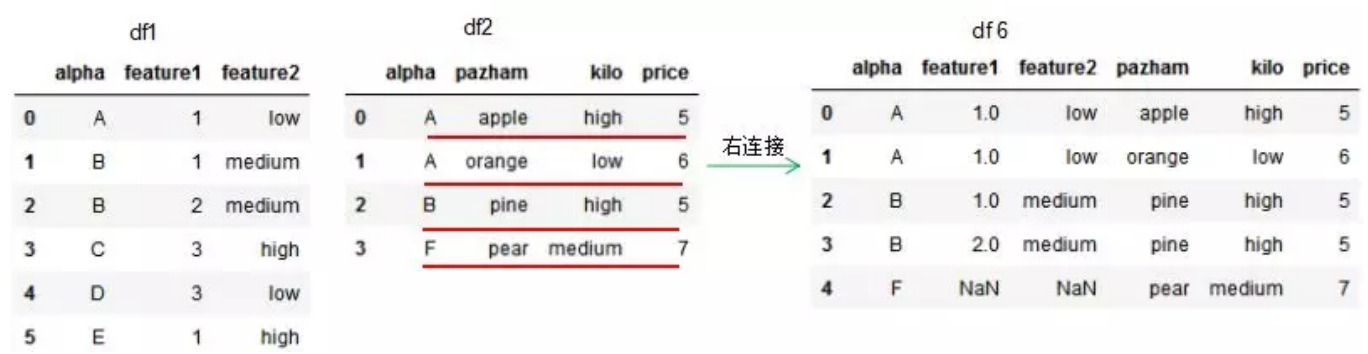 df1
alpha feature1 feature2
0 A 1 low
1 B 1 medium
2 B 2 medium
3 C 3 high
4 D 3 low
5 E 1 high
df2
alpha pazham kilo price
0 A apple high 5
1 A orange low 6
2 B pine high 5
3 F pear medium 7
右连接
df6
alpha feature1 feature2 pazham kilo price
0 A 1.0 low apple high 5
1 A 1.0 low orange low 6
2 B 1.0 medium pine high 5
3 B 2.0 medium pine high 5
4 F NaN NaN pear medium 7